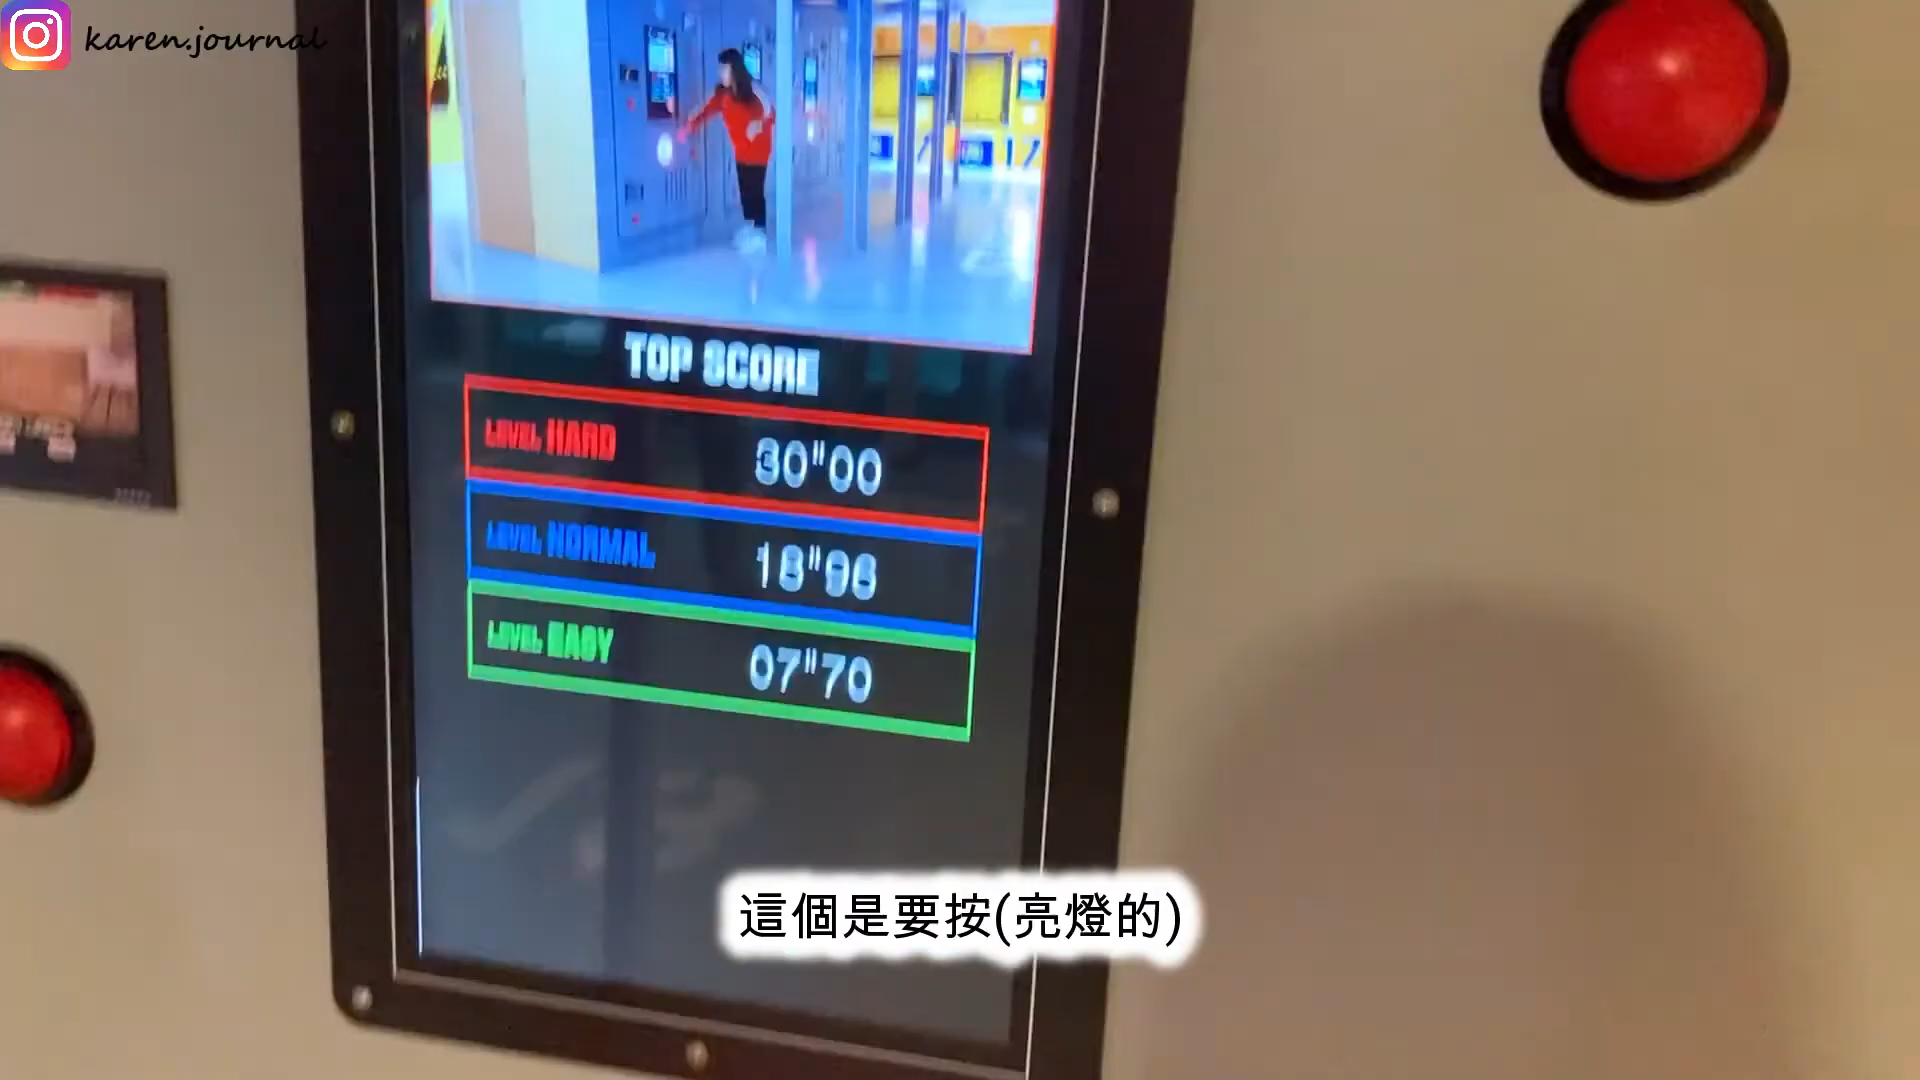 karen.journal
TOP SCORE
LEVEL HARD 30"00
LEVEL NORMAL 18"96
LEVEL EASY 07"70
這個是要按(亮燈的)